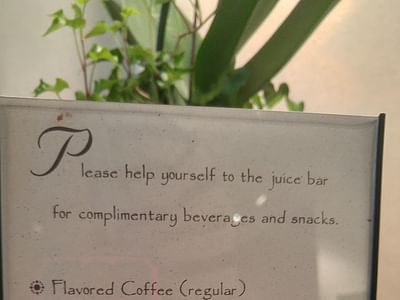 Please help yourself to the juice bar
for complimentary beverages and snacks.
Flavored Coffee (regular)